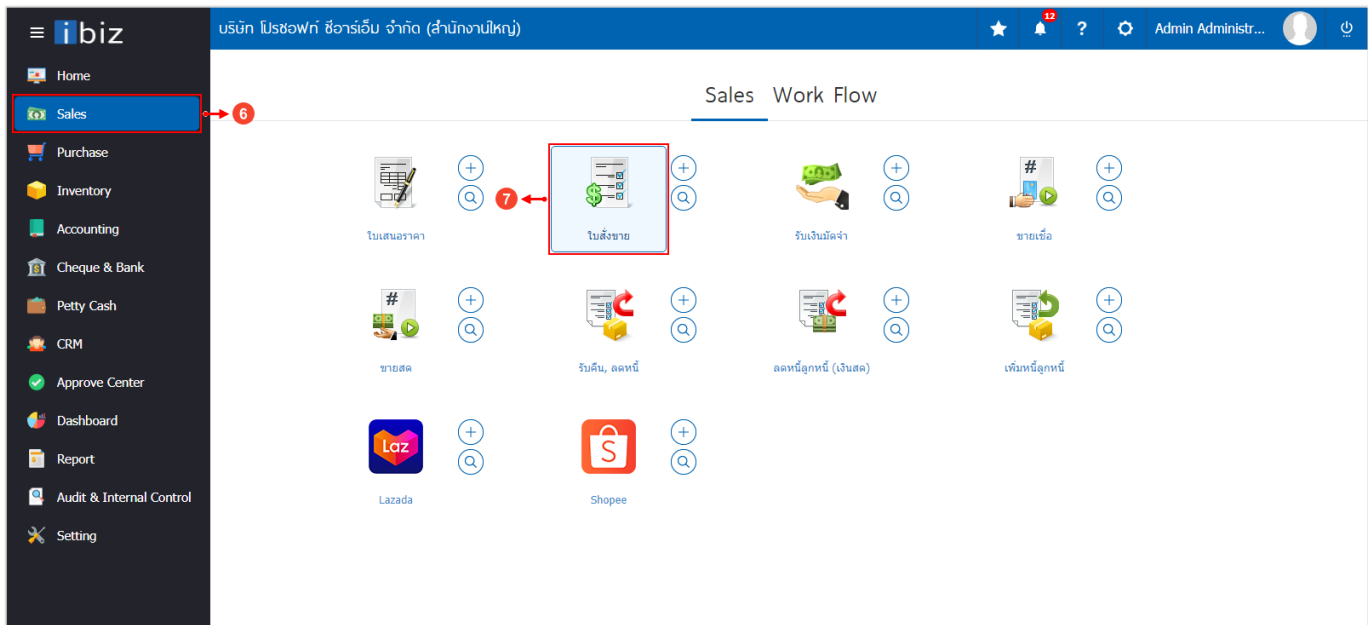 ≡ ibiz
บริษัท โปรซอฟท์ ซีอาร์เอ็ม จำกัด (สำนักงานใหญ่)
12
?
Admin Administr...
Home
Sales
6
Purchase
Inventory
Accounting
Cheque & Bank
Petty Cash
CRM
Approve Center
Dashboard
Report
Audit & Internal Control
Setting
Sales Work Flow
7
#
ใบเสนอราคา
ใบสั่งขาย
รับเงินมัดจำ
ขายเชื่อ
#
ขายสด
รับคืน, ลดหนี้
ลดหนี้ลูกหนี้ (เงินสด)
เพิ่มหนี้ลูกหนี้
Laz
S
Lazada
Shopee